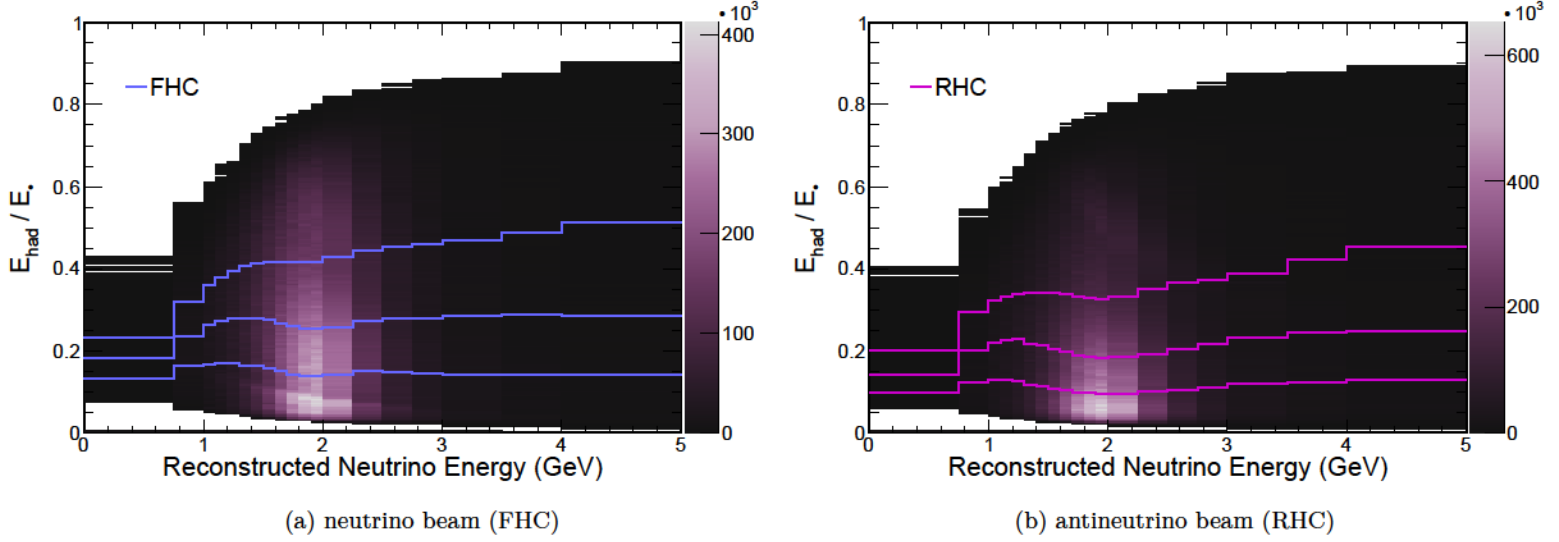 · 10³
1
400
FHC
0.8
300
0.6
E_had / E_•
200
0.4
100
0.2
0
0
0 1 2 3 4 5
Reconstructed Neutrino Energy (GeV)
(a) neutrino beam (FHC)
· 10³
1
600
RHC
0.8
0.6
400
E_had / E_•
0.4
200
0.2
0
0
0 1 2 3 4 5
Reconstructed Neutrino Energy (GeV)
(b) antineutrino beam (RHC)